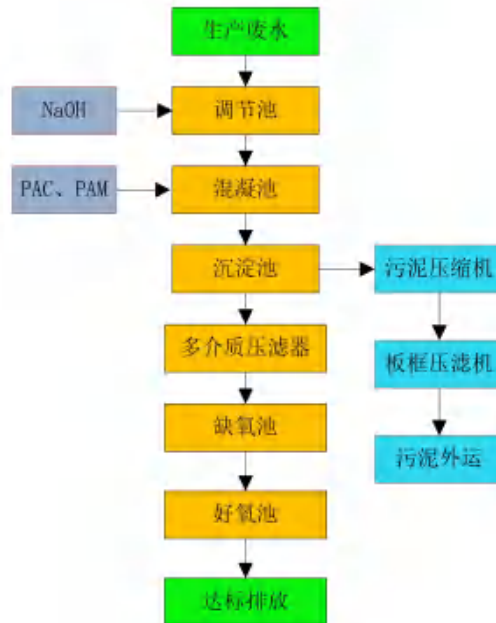 生产废水
NaOH
调节池
PAC、PAM
混凝池
沉淀池
污泥压缩机
多介质压滤器
板框压滤机
缺氧池
污泥外运
好氧池
达标排放